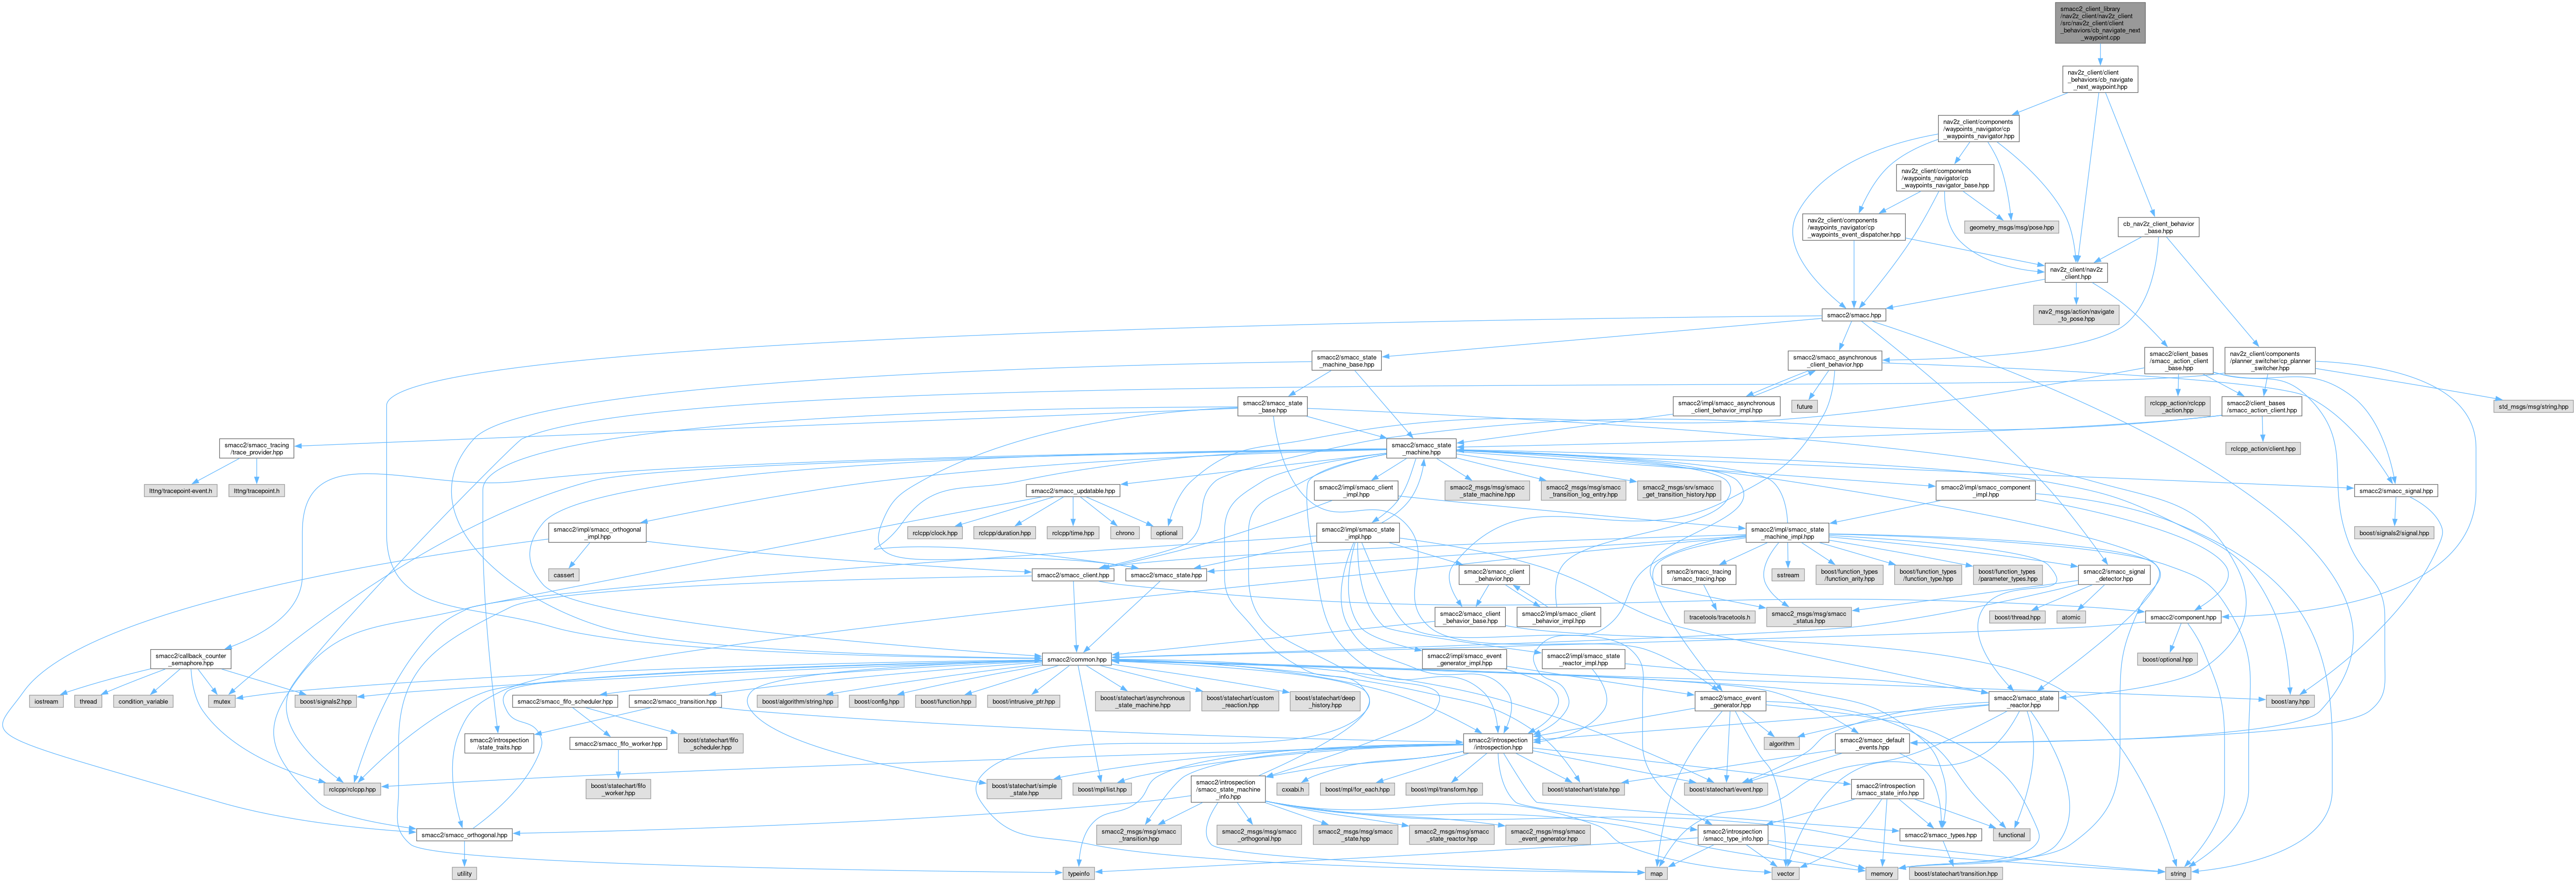 smacc2_client_library
/nav2z_client/nav2z_client
/src/nav2z_client/client
_behaviors/cb_navigate_next
_waypoint.cpp
nav2z_client/client
_behaviors/cb_navigate
_next_waypoint.hpp
nav2z_client/components
/waypoints_navigator/cp
_waypoints_navigator.hpp
nav2z_client/components
/waypoints_navigator/cp
_waypoints_navigator_base.hpp
nav2z_client/components
/waypoints_navigator/cp
_waypoints_event_dispatcher.hpp
geometry_msgs/msg/pose.hpp
cb_nav2z_client_behavior
_base.hpp
nav2z_client/nav2z
_client.hpp
smacc2/smacc.hpp
nav2_msgs/action/navigate
_to_pose.hpp
smacc2/smacc_state
_machine_base.hpp
smacc2/smacc_asynchronous
_client_behavior.hpp
smacc2/client_bases
/smacc_action_client
_base.hpp
nav2z_client/components
/planner_switcher/cp_planner
_switcher.hpp
smacc2/smacc_state
_base.hpp
smacc2/impl/smacc_asynchronous
_client_behavior_impl.hpp
future
rclcpp_action/rclcpp
_action.hpp
smacc2/client_bases
/smacc_action_client.hpp
std_msgs/msg/string.hpp
smacc2/smacc_tracing
/trace_provider.hpp
smacc2/smacc_state
_machine.hpp
rclcpp_action/client.hpp
lttng/tracepoint-event.h
lttng/tracepoint.h
smacc2/smacc_updatable.hpp
smacc2/impl/smacc_client
_impl.hpp
smacc2_msgs/msg/smacc
_state_machine.hpp
smacc2_msgs/msg/smacc
_transition_log_entry.hpp
smacc2_msgs/srv/smacc
_get_transition_history.hpp
smacc2/impl/smacc_component
_impl.hpp
smacc2/smacc_signal.hpp
smacc2/impl/smacc_orthogonal
_impl.hpp
rclcpp/clock.hpp
rclcpp/duration.hpp
rclcpp/time.hpp
chrono
optional
smacc2/impl/smacc_state
_impl.hpp
smacc2/impl/smacc_state
_machine_impl.hpp
boost/signals2/signal.hpp
cassert
smacc2/smacc_client.hpp
smacc2/smacc_state.hpp
smacc2/smacc_client
_behavior.hpp
smacc2/smacc_tracing
/smacc_tracing.hpp
sstream
boost/function_types
/function_arity.hpp
boost/function_types
/function_type.hpp
boost/function_types
/parameter_types.hpp
smacc2/smacc_signal
_detector.hpp
smacc2/smacc_client
_behavior_base.hpp
smacc2/impl/smacc_client
_behavior_impl.hpp
tracetools/tracetools.h
smacc2_msgs/msg/smacc
_status.hpp
boost/thread.hpp
atomic
smacc2/component.hpp
smacc2/callback_counter
_semaphore.hpp
smacc2/common.hpp
smacc2/impl/smacc_event
_generator_impl.hpp
smacc2/impl/smacc_state
_reactor_impl.hpp
boost/optional.hpp
iostream
thread
condition_variable
mutex
boost/signals2.hpp
smacc2/smacc_fifo_scheduler.hpp
smacc2/smacc_transition.hpp
boost/algorithm/string.hpp
boost/config.hpp
boost/function.hpp
boost/intrusive_ptr.hpp
boost/statechart/asynchronous
_state_machine.hpp
boost/statechart/custom
_reaction.hpp
boost/statechart/deep
_history.hpp
smacc2/smacc_event
_generator.hpp
smacc2/smacc_state
_reactor.hpp
boost/any.hpp
smacc2/introspection
/state_traits.hpp
smacc2/smacc_fifo_worker.hpp
boost/statechart/fifo
_scheduler.hpp
smacc2/introspection
/introspection.hpp
algorithm
smacc2/smacc_default
_events.hpp
rclcpp/rclcpp.hpp
boost/statechart/fifo
_worker.hpp
boost/statechart/simple
_state.hpp
boost/mpl/list.hpp
smacc2/introspection
/smacc_state_machine
_info.hpp
cxxabi.h
boost/mpl/for_each.hpp
boost/mpl/transform.hpp
boost/statechart/state.hpp
boost/statechart/event.hpp
smacc2/introspection
/smacc_state_info.hpp
smacc2/smacc_orthogonal.hpp
smacc2_msgs/msg/smacc
_transition.hpp
smacc2_msgs/msg/smacc
_orthogonal.hpp
smacc2_msgs/msg/smacc
_state.hpp
smacc2_msgs/msg/smacc
_state_reactor.hpp
smacc2_msgs/msg/smacc
_event_generator.hpp
smacc2/introspection
/smacc_type_info.hpp
smacc2/smacc_types.hpp
functional
utility
typeinfo
map
vector
memory
boost/statechart/transition.hpp
string